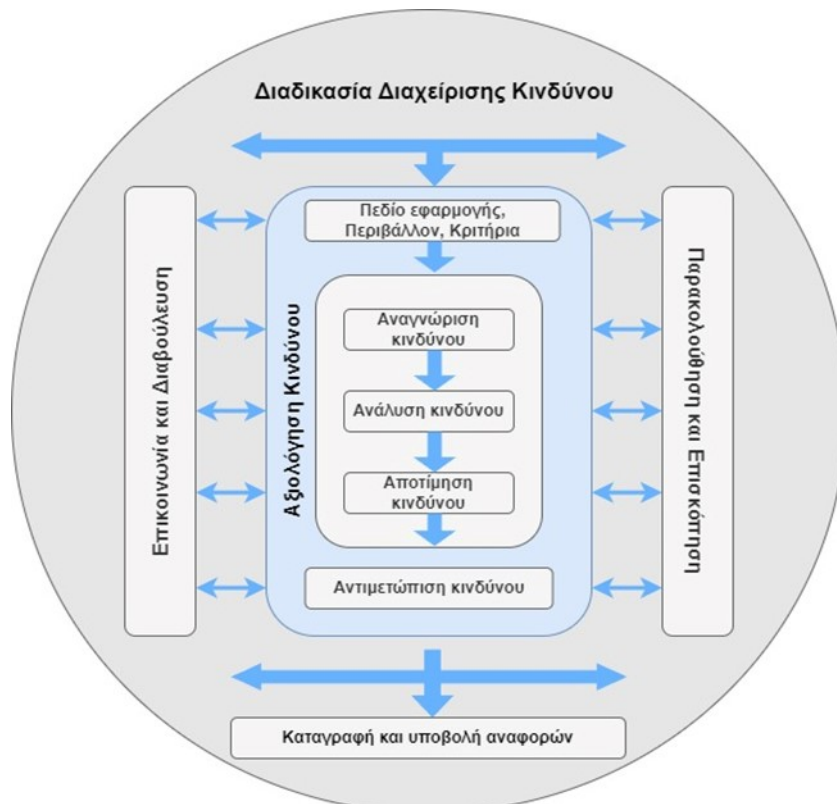 Διαδικασία Διαχείρισης Κινδύνου
Επικοινωνία και Διαβούλευση
Αξιολόγηση Κινδύνου
Πεδίο εφαρμογής,
Περιβάλλον, Κριτήρια
Αναγνώριση
κινδύνου
Ανάλυση κινδύνου
Αποτίμηση
κινδύνου
Αντιμετώπιση κινδύνου
Παρακολούθηση και Επισκόπηση
Καταγραφή και υποβολή αναφορών